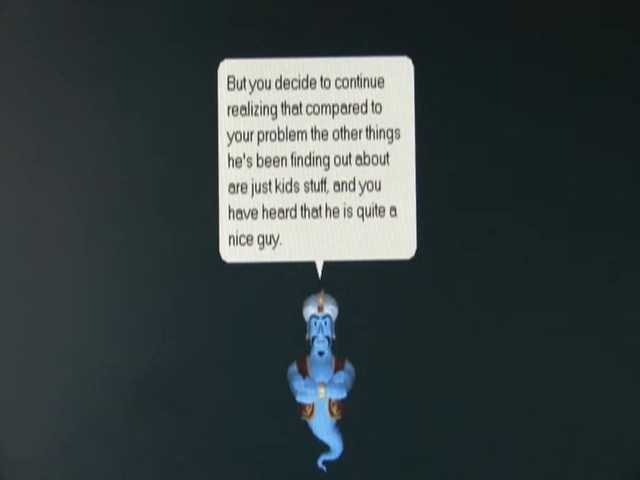 But you decide to continue
realizing that compared to
your problem the other things
he's been finding out about
are just kids stuff, and you
have heard that he is quite a
nice guy.